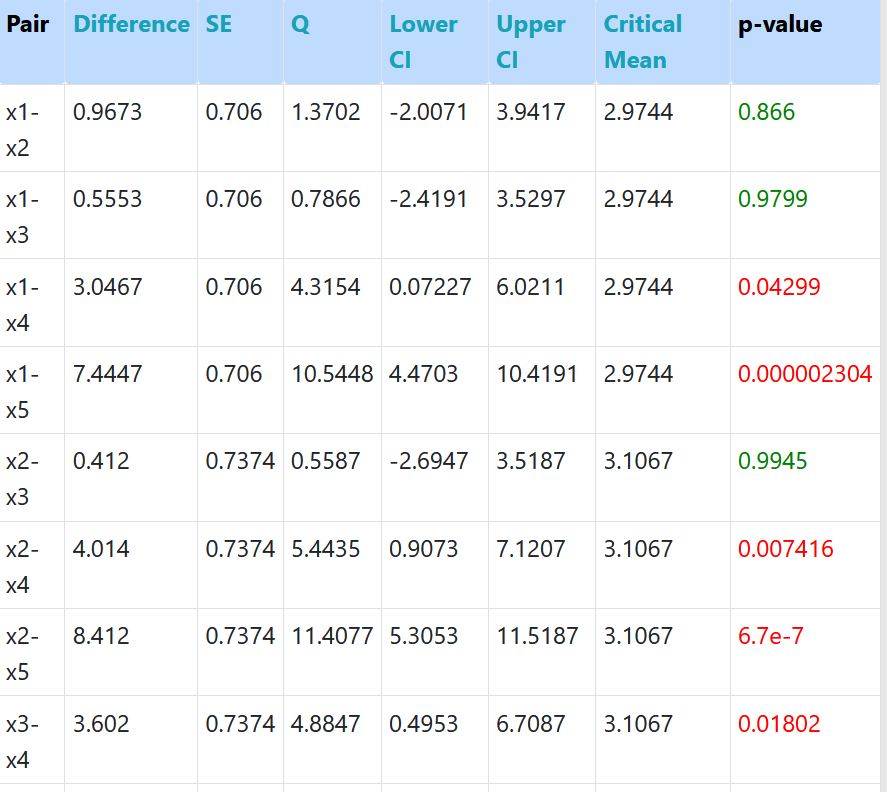 Pair Difference SE Q Lower CI Upper CI Critical Mean p-value
x1-x2 0.9673 0.706 1.3702 -2.0071 3.9417 2.9744 0.866
x1-x3 0.5553 0.706 0.7866 -2.4191 3.5297 2.9744 0.9799
x1-x4 3.0467 0.706 4.3154 0.07227 6.0211 2.9744 0.04299
x1-x5 7.4447 0.706 10.5448 4.4703 10.4191 2.9744 0.000002304
x2-x3 0.412 0.7374 0.5587 -2.6947 3.5187 3.1067 0.9945
x2-x4 4.014 0.7374 5.4435 0.9073 7.1207 3.1067 0.007416
x2-x5 8.412 0.7374 11.4077 5.3053 11.5187 3.1067 6.7e-7
x3-x4 3.602 0.7374 4.8847 0.4953 6.7087 3.1067 0.01802